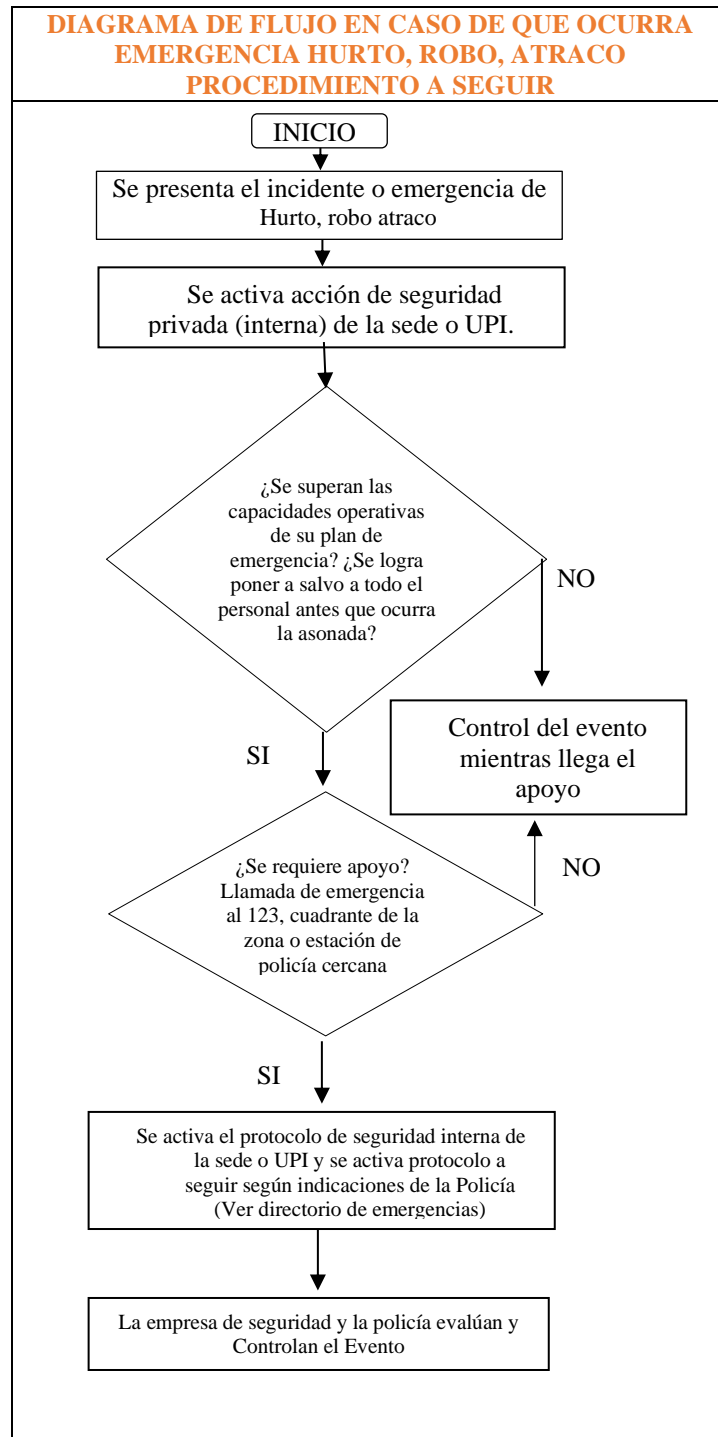 DIAGRAMA DE FLUJO EN CASO DE QUE OCURRA
EMERGENCIA HURTO, ROBO, ATRACO
PROCEDIMIENTO A SEGUIR
INICIO
Se presenta el incidente o emergencia de
Hurto, robo atraco
Se activa acción de seguridad
privada (interna) de la sede o UPI.
¿Se superan las
capacidades operativas
de su plan de
emergencia? ¿Se logra
poner a salvo a todo el
personal antes que ocurra
la asonada?
NO
Control del evento
mientras llega el
apoyo
SI
¿Se requiere apoyo?
Llamada de emergencia
al 123, cuadrante de la
zona o estación de
policía cercana
NO
SI
Se activa el protocolo de seguridad interna de
la sede o UPI y se activa protocolo a
seguir según indicaciones de la Policía
(Ver directorio de emergencias)
La empresa de seguridad y la policía evalúan y
Controlan el Evento